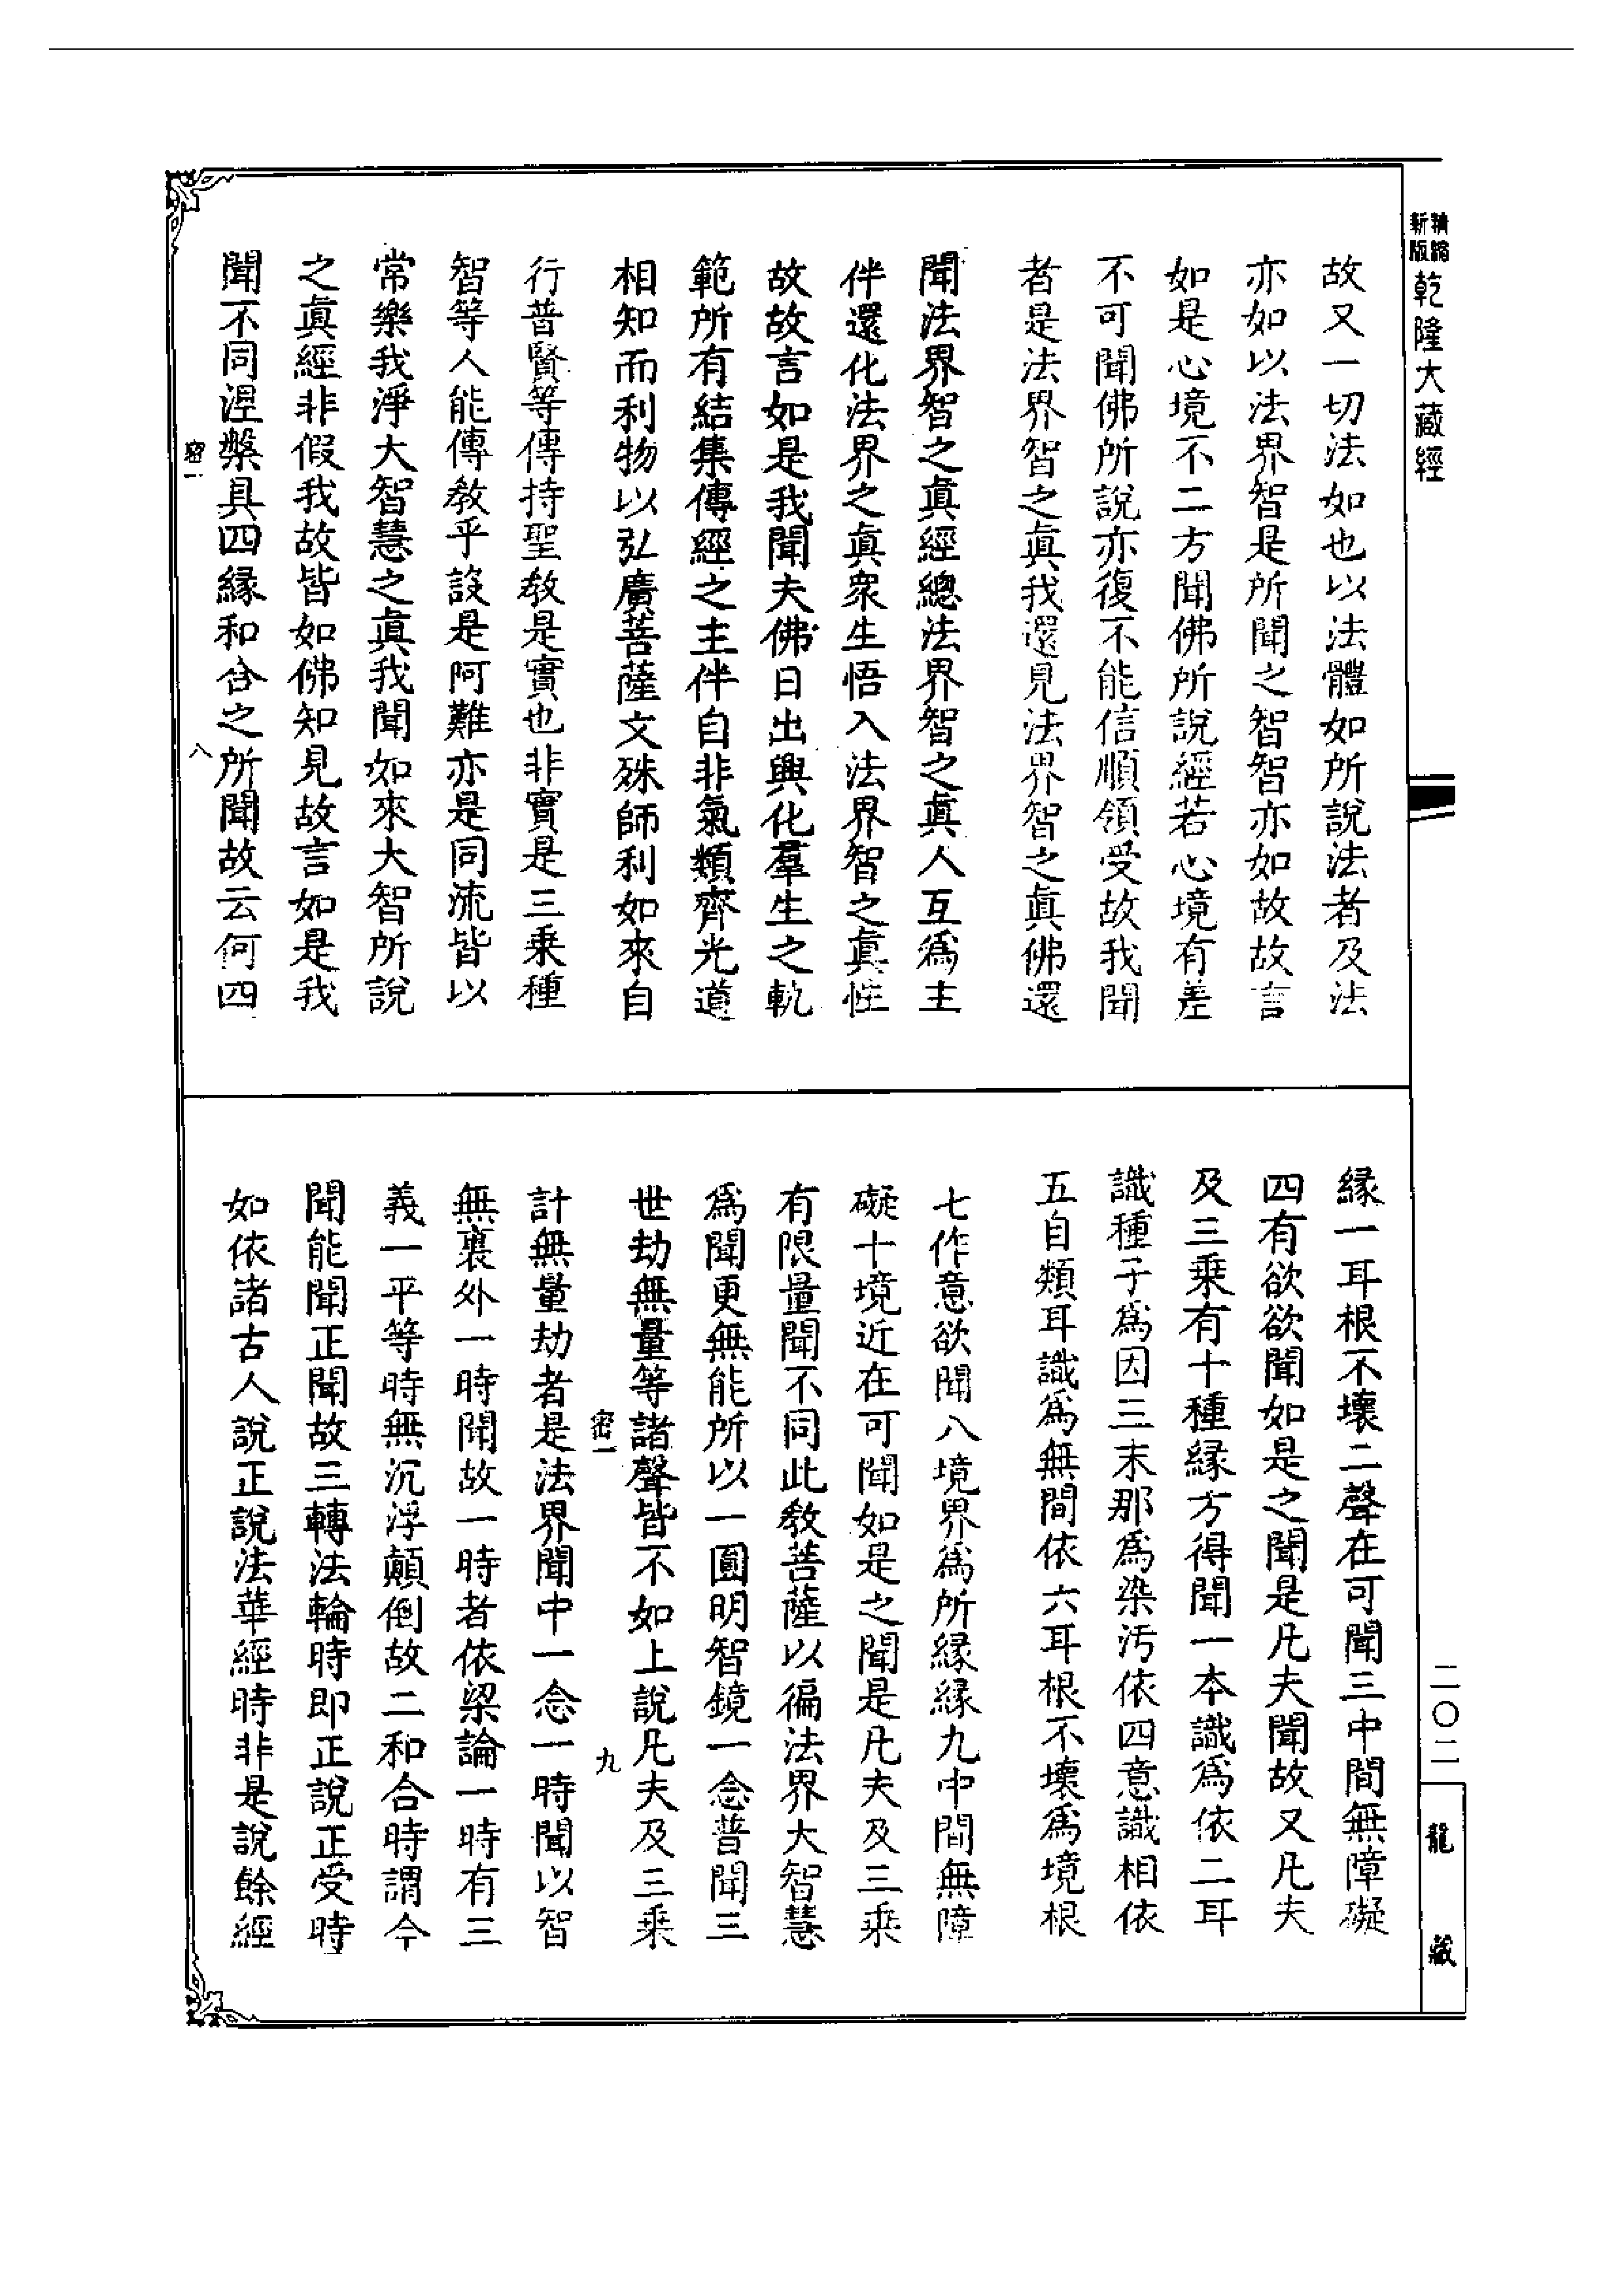 精縮
新版
乾隆大藏經
故又一切法如也以法體如所說法者及法
亦如以法界智是所聞之智智亦如故故言
如是心境不二方聞佛所說經若心境有差
不可聞佛所說亦復不能信順領受故我聞
者是法界智之眞我還見法界智之眞佛還
聞法界智之眞經總法界智之眞人互爲主
伴還化法界之眞衆生悟入法界智之眞性
故故言如是我聞夫佛日出興化羣生之軌
範所有結集傳經之主伴自非氣類齊光道
相知而利物以弘廣菩薩文殊師利如來自
行普賢等傳持聖教是實也非實是三乗種
智等人能傳教乎設是阿難亦是同流皆以
常樂我淨大智慧之眞我聞如來大智所說
之眞經非假我故皆如佛知見故言如是我
聞不同涅槃具四縁和合之所聞故云何四
密一
八
縁一耳根不壞二聲在可聞三中間無障礙
四有欲欲聞如是之聞是凡夫聞故又凡夫
及三乗有十種縁方得聞一本識爲依二耳
識種子爲因三末那爲染汚依四意識相依
五自類耳識爲無間依六耳根不壞爲境根
七作意欲聞八境界爲所縁縁九中間無障
礙十境近在可聞如是之聞是凡夫及三乗
有限量聞不同此教菩薩以徧法界大智慧
爲聞更無能所以一圓明智鏡一念普聞三
世劫無量等諸聲皆不如上說凡夫及三乗
密一
九
計無量劫者是法界聞中一念一時聞以智
無裏外一時聞故一時者依梁論一時有三
義一平等時無沉浮顛倒故二和合時謂今
聞能聞正聞故三轉法輪時即正說正受時
如依諸古人說正說法華經時非是說餘經
二〇二
龍藏